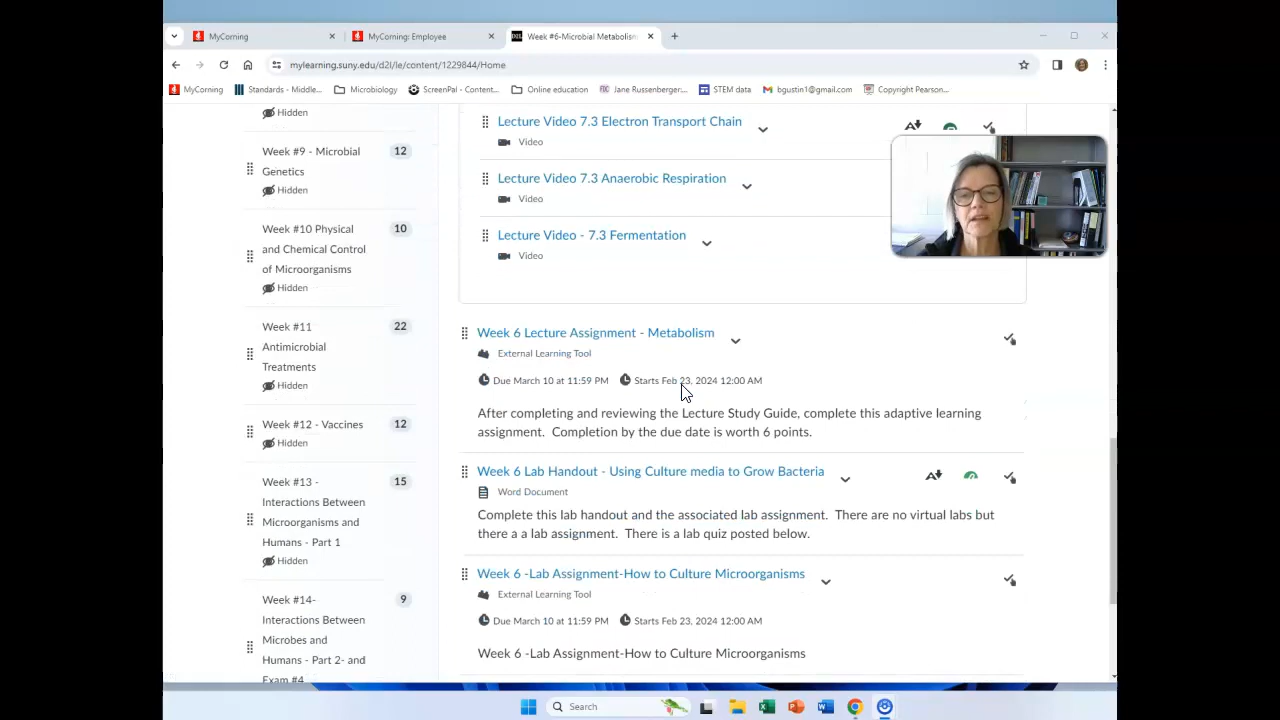 MyCorning
MyCorning: Employee
D2L
Week #6-Microbial Metabolism
mylearning.suny.edu/d2l/le/content/1229844/Home
MyCorning
Standards - Middle...
Microbiology
ScreenPal - Content...
Online education
Jane Russenberger,...
STEM data
bgustin1@gmail.com
Copyright Pearson...
Hidden
Week #9 - Microbial
Genetics
12
Hidden
Week #10 Physical
and Chemical Control
of Microorganisms
10
Hidden
Week #11
Antimicrobial
Treatments
22
Hidden
Week #12 - Vaccines
12
Hidden
Week #13 -
Interactions Between
Microorganisms and
Humans - Part 1
15
Hidden
Week #14-
Interactions Between
Microbes and
Humans - Part 2- and
Exam #4
9
Lecture Video 7.3 Electron Transport Chain
Video
Lecture Video 7.3 Anaerobic Respiration
Video
Lecture Video - 7.3 Fermentation
Video
Week 6 Lecture Assignment - Metabolism
External Learning Tool
Due March 10 at 11:59 PM Starts Feb 23, 2024 12:00 AM
After completing and reviewing the Lecture Study Guide, complete this adaptive learning
assignment. Completion by the due date is worth 6 points.
Week 6 Lab Handout - Using Culture media to Grow Bacteria
Word Document
Complete this lab handout and the associated lab assignment. There are no virtual labs but
there a a lab assignment. There is a lab quiz posted below.
Week 6 -Lab Assignment-How to Culture Microorganisms
External Learning Tool
Due March 10 at 11:59 PM Starts Feb 23, 2024 12:00 AM
Week 6 -Lab Assignment-How to Culture Microorganisms
Search